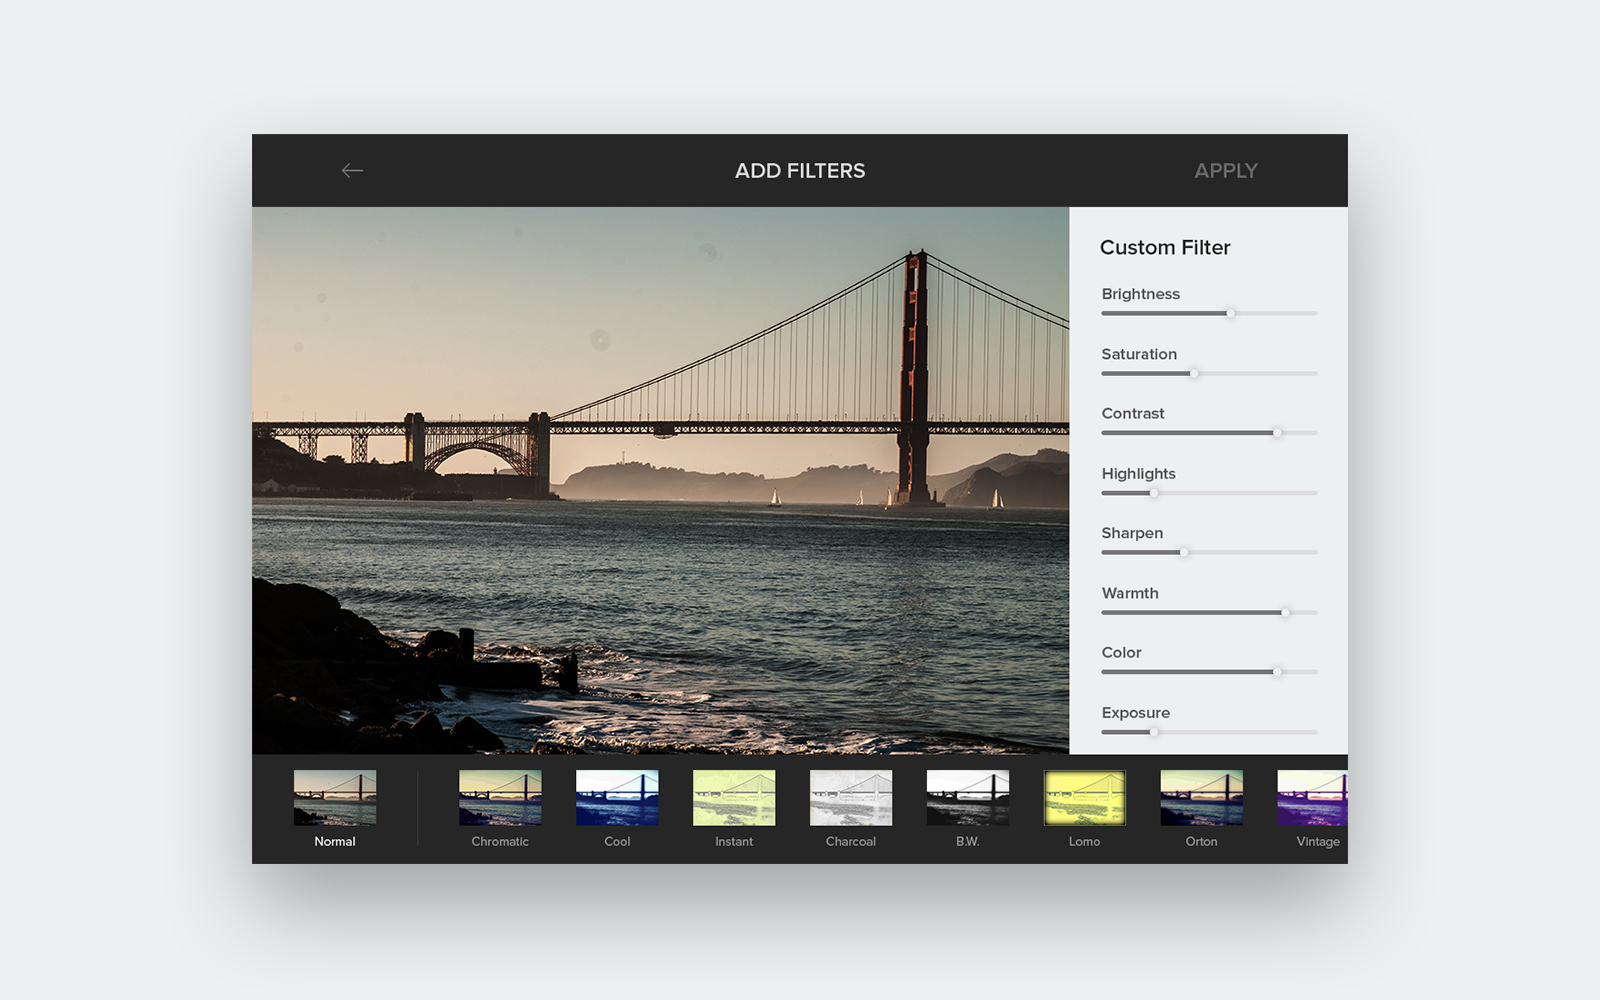 ADD FILTERS
APPLY
Custom Filter
Brightness
Saturation
Contrast
Highlights
Sharpen
Warmth
Color
Exposure
Normal
Chromatic
Cool
Instant
Charcoal
B.W.
Lomo
Orton
Vintage